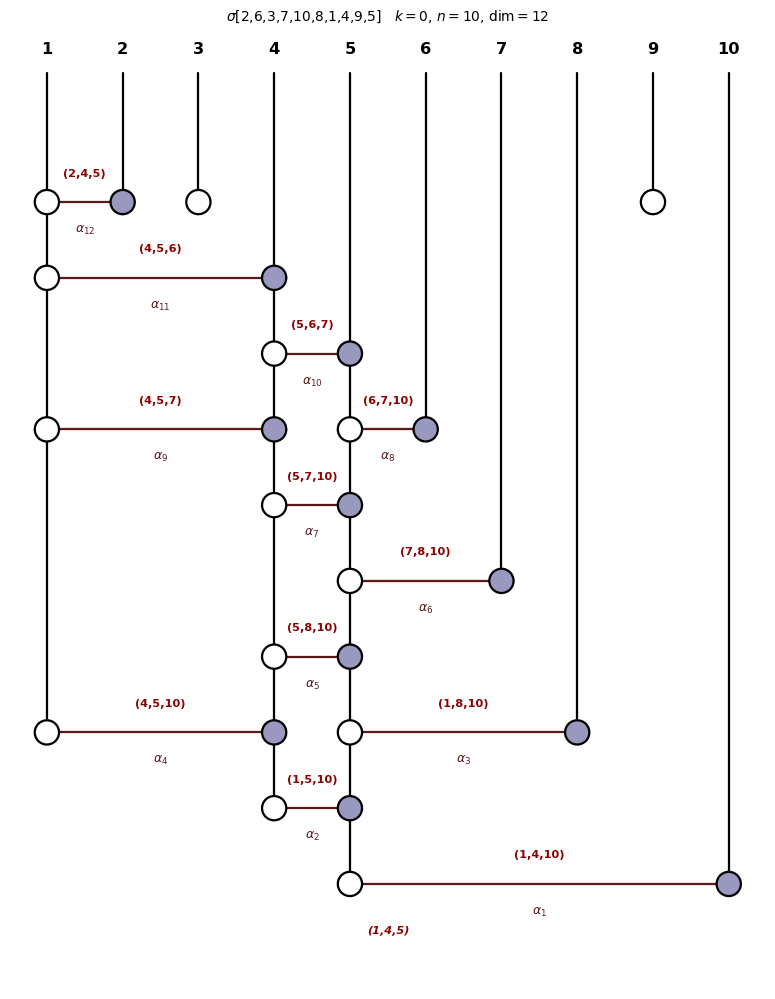 σ[2,6,3,7,10,8,1,4,9,5] k = 0, n = 10, dim = 12
1 2 3 4 5 6 7 8 9 10
(2,4,5)
α₁₂
(4,5,6)
α₁₁
(5,6,7)
α₁₀
(4,5,7) (6,7,10)
α₉ α₈
(5,7,10)
α₇
(7,8,10)
α₆
(5,8,10)
α₅
(4,5,10) (1,8,10)
α₄ α₃
(1,5,10)
α₂
(1,4,10)
α₁
(1,4,5)